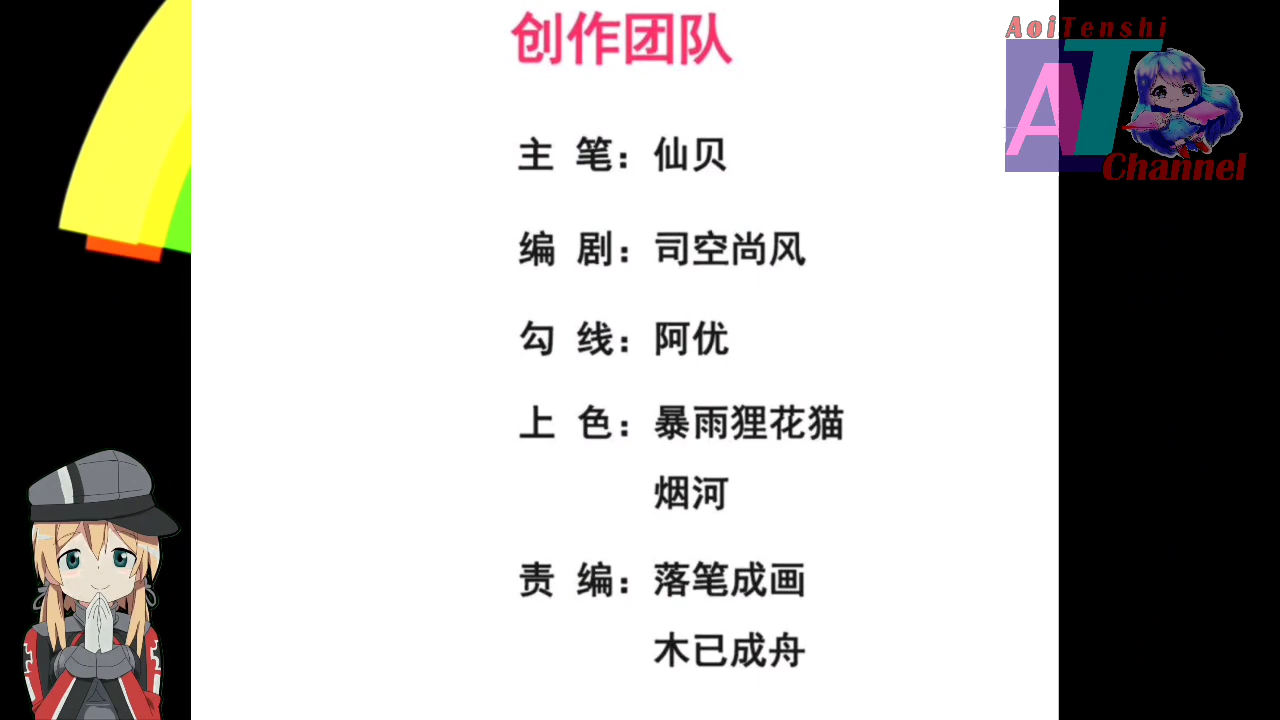 创作团队
AoiTenshi
AT
Channel
主 笔：仙贝
编 剧：司空尚风
勾 线：阿优
上 色：暴雨狸花猫
烟河
责 编：落笔成画
木已成舟